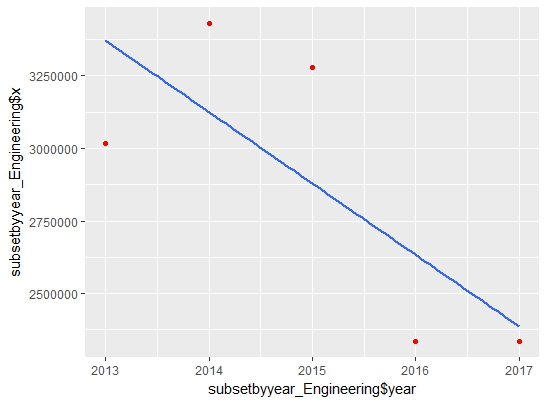 subsetbyyear_Engineering$x
3250000
3000000
2750000
2500000
2013 2014 2015 2016 2017
subsetbyyear_Engineering$year